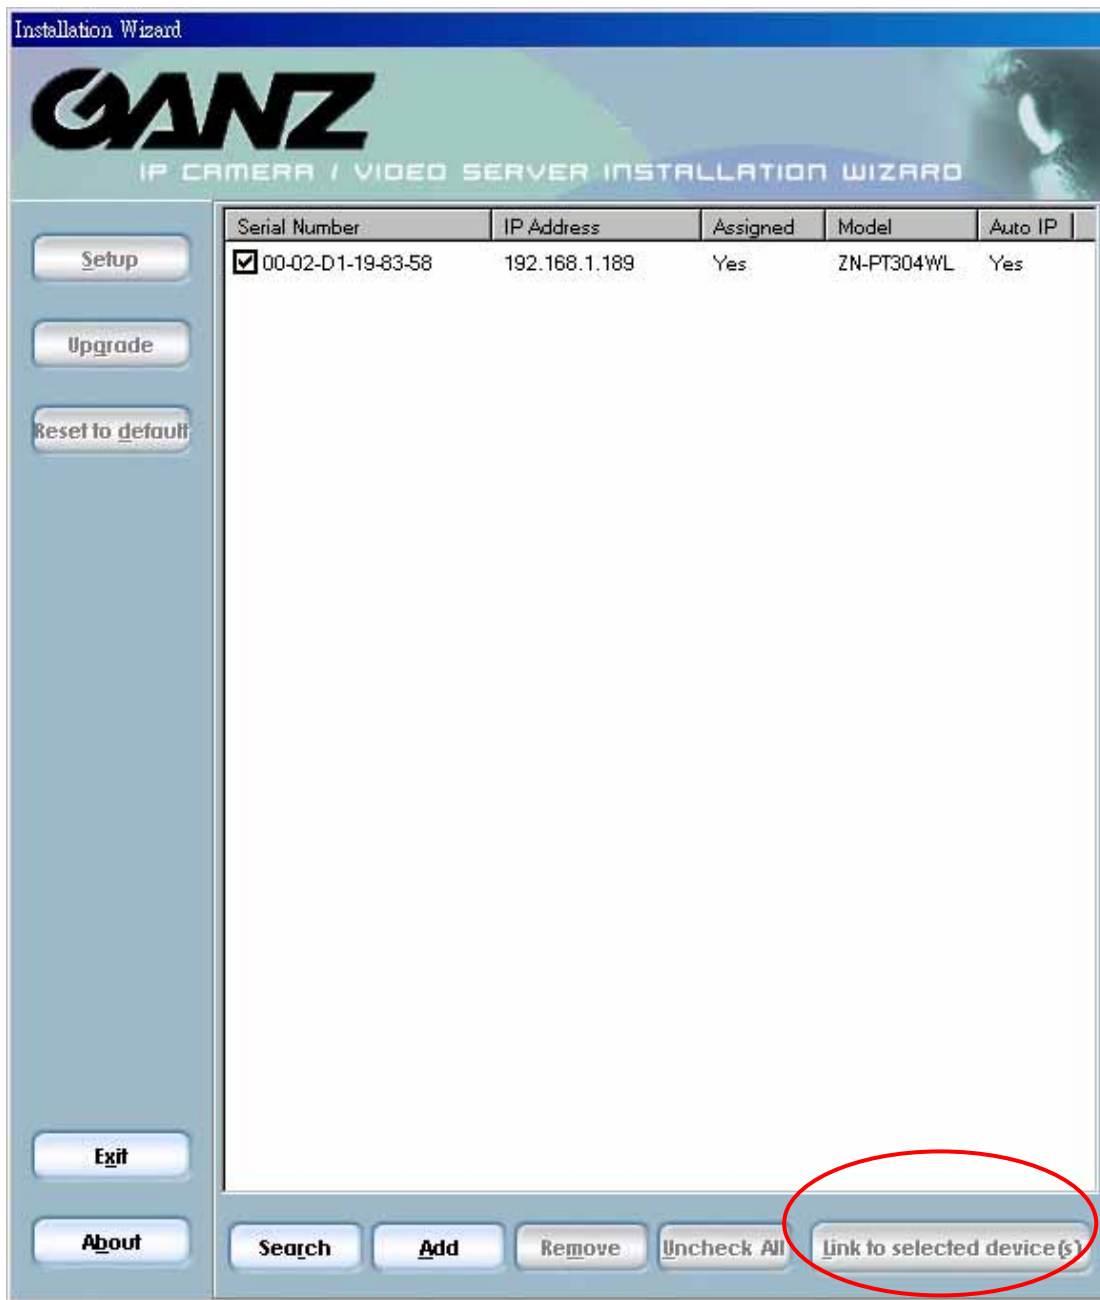 Installation Wizard
GANZ
IP CAMERA / VIDEO SERVER INSTALLATION WIZARD
Serial Number IP Address Assigned Model Auto IP
00-02-D1-19-83-58 192.168.1.189 Yes ZN-PT304WL Yes
Setup
Upgrade
Reset to default
Exit
About
Search Add Remove Uncheck All Link to selected device(s)